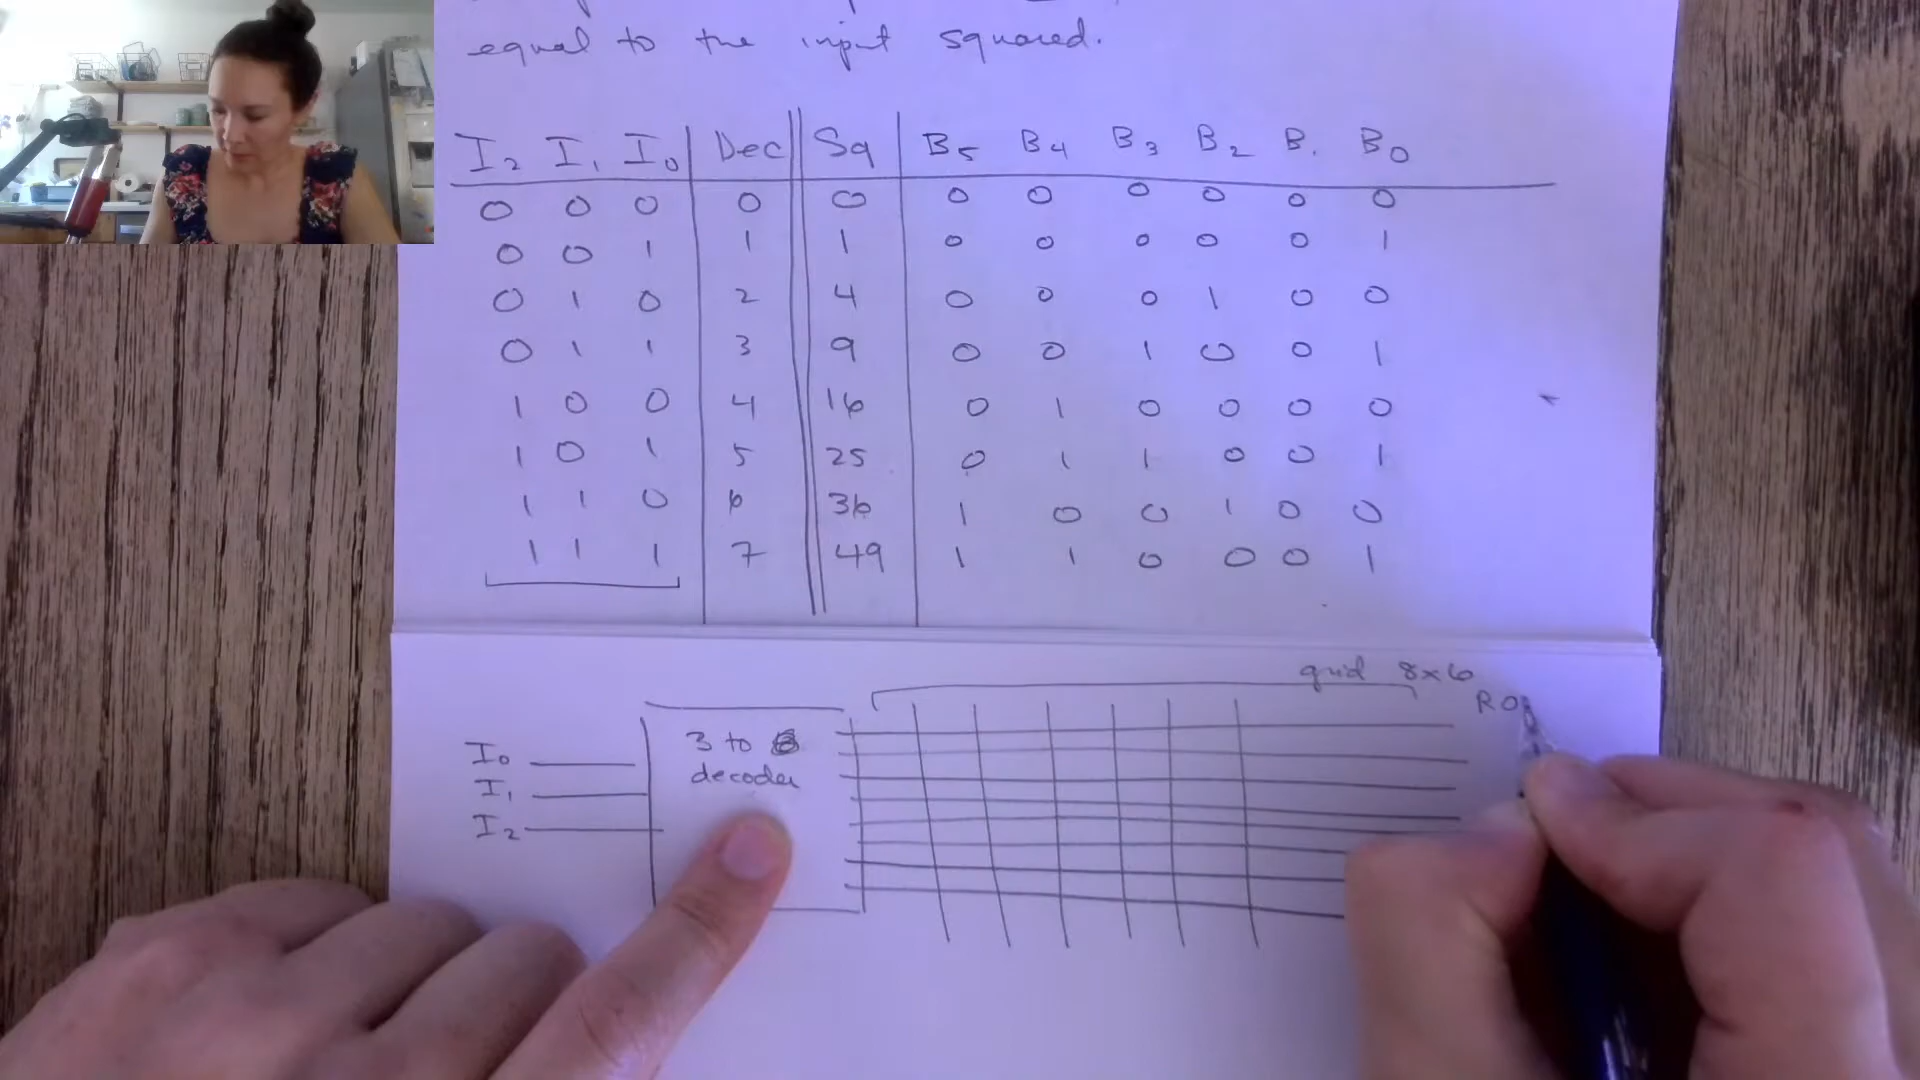 equal to the input squared.
I2 I1 I0 Dec Sq B5 B4 B3 B2 B1 B0
0 0 0 0 0 0 0 0 0 0 0
0 0 1 1 1 0 0 0 0 0 1
0 1 0 2 4 0 0 0 1 0 0
0 1 1 3 9 0 0 1 0 0 1
1 0 0 4 16 0 1 0 0 0 0
1 0 1 5 25 0 1 1 0 0 1
1 1 0 6 36 1 0 0 1 0 0
1 1 1 7 49 1 1 0 0 0 1
grid 8x6
RO
3 to 8
decoder
I0
I1
I2